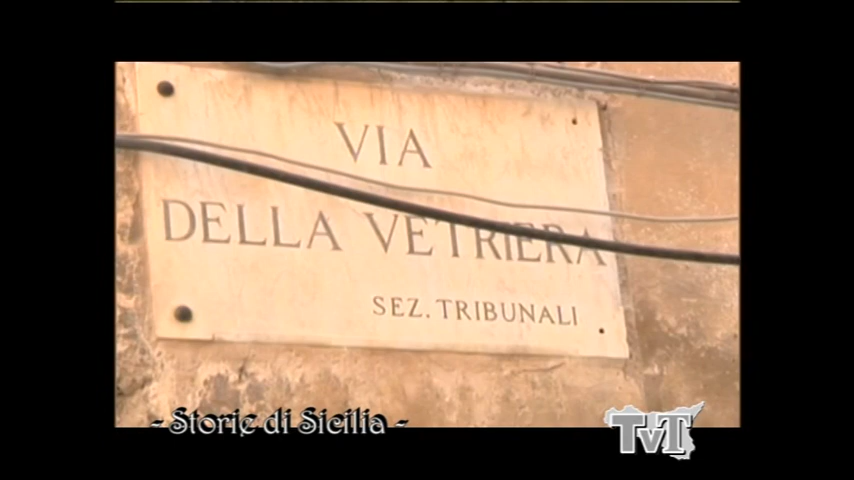 VIA
DELLA VETRIERA
SEZ. TRIBUNALI
- Storie di Sicilia -
TvT